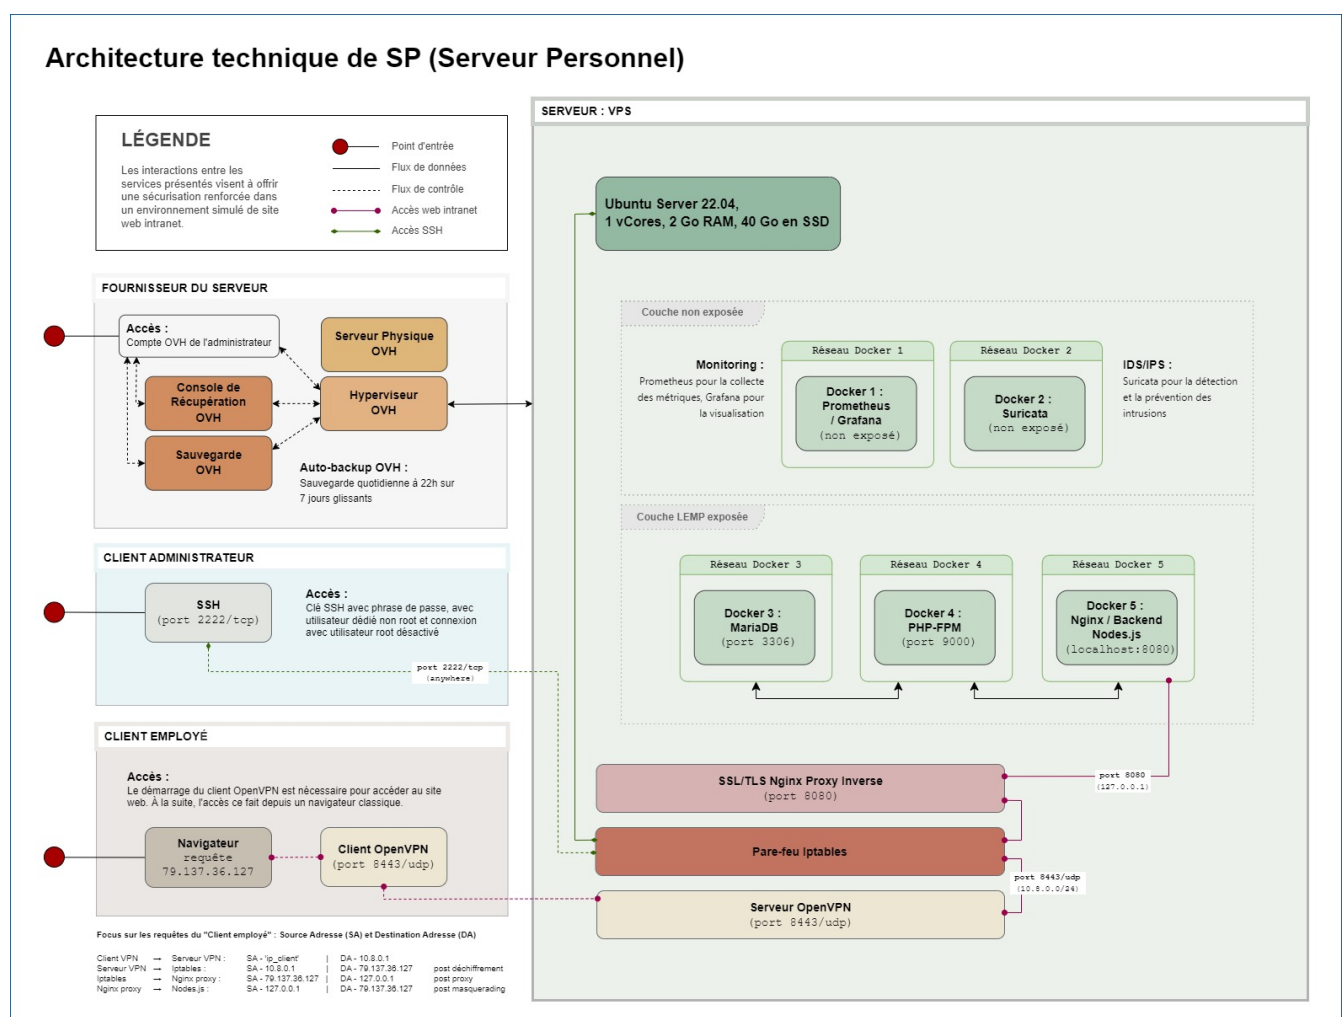 Architecture technique de SP (Serveur Personnel)
LÉGENDE
Les interactions entre les
services présentés visent à offrir
une sécurisation renforcée dans
un environnement simulé de site
web intranet.
Point d'entrée
Flux de données
Flux de contrôle
Accès web intranet
Accès SSH
FOURNISSEUR DU SERVEUR
Accès :
Compte OVH de l'administrateur
Serveur Physique
OVH
Console de
Récupération
OVH
Hyperviseur
OVH
Sauvegarde
OVH
Auto-backup OVH :
Sauvegarde quotidienne à 22h sur
7 jours glissants
CLIENT ADMINISTRATEUR
SSH
(port 2222/tcp)
Accès :
Clé SSH avec phrase de passe, avec
utilisateur dédié non root et connexion
avec utilisateur root désactivé
port 2222/tcp
(anywhere)
CLIENT EMPLOYÉ
Accès :
Le démarrage du client OpenVPN est nécessaire pour accéder au site
web. À la suite, l'accès ce fait depuis un navigateur classique.
Navigateur
requête
79.137.36.127
Client OpenVPN
(port 8443/udp)
Focus sur les requêtes du "Client employé" : Source Adresse (SA) et Destination Adresse (DA)
Client VPN → Serveur VPN : SA - 'ip_client' | DA - 10.8.0.1
Serveur VPN → Iptables : SA - 10.8.0.1 | DA - 79.137.36.127 post déchiffrement
Iptables → Nginx proxy : SA - 79.137.36.127 | DA - 127.0.0.1 post proxy
Nginx proxy → Nodes.js : SA - 127.0.0.1 | DA - 79.137.36.127 post masquerading
SERVEUR : VPS
Ubuntu Server 22.04,
1 vCores, 2 Go RAM, 40 Go en SSD
Couche non exposée
Monitoring :
Prometheus pour la collecte
des métriques, Grafana pour
la visualisation
Réseau Docker 1
Docker 1 :
Prometheus
/ Grafana
(non exposé)
Réseau Docker 2
Docker 2 :
Suricata
(non exposé)
IDS/IPS :
Suricata pour la détection
et la prévention des
intrusions
Couche LEMP exposée
Réseau Docker 3
Docker 3 :
MariaDB
(port 3306)
Réseau Docker 4
Docker 4 :
PHP-FPM
(port 9000)
Réseau Docker 5
Docker 5 :
Nginx / Backend
Nodes.js
(localhost:8080)
SSL/TLS Nginx Proxy Inverse
(port 8080)
port 8080
(127.0.0.1)
Pare-feu Iptables
port 8443/udp
(10.8.0.0/24)
Serveur OpenVPN
(port 8443/udp)